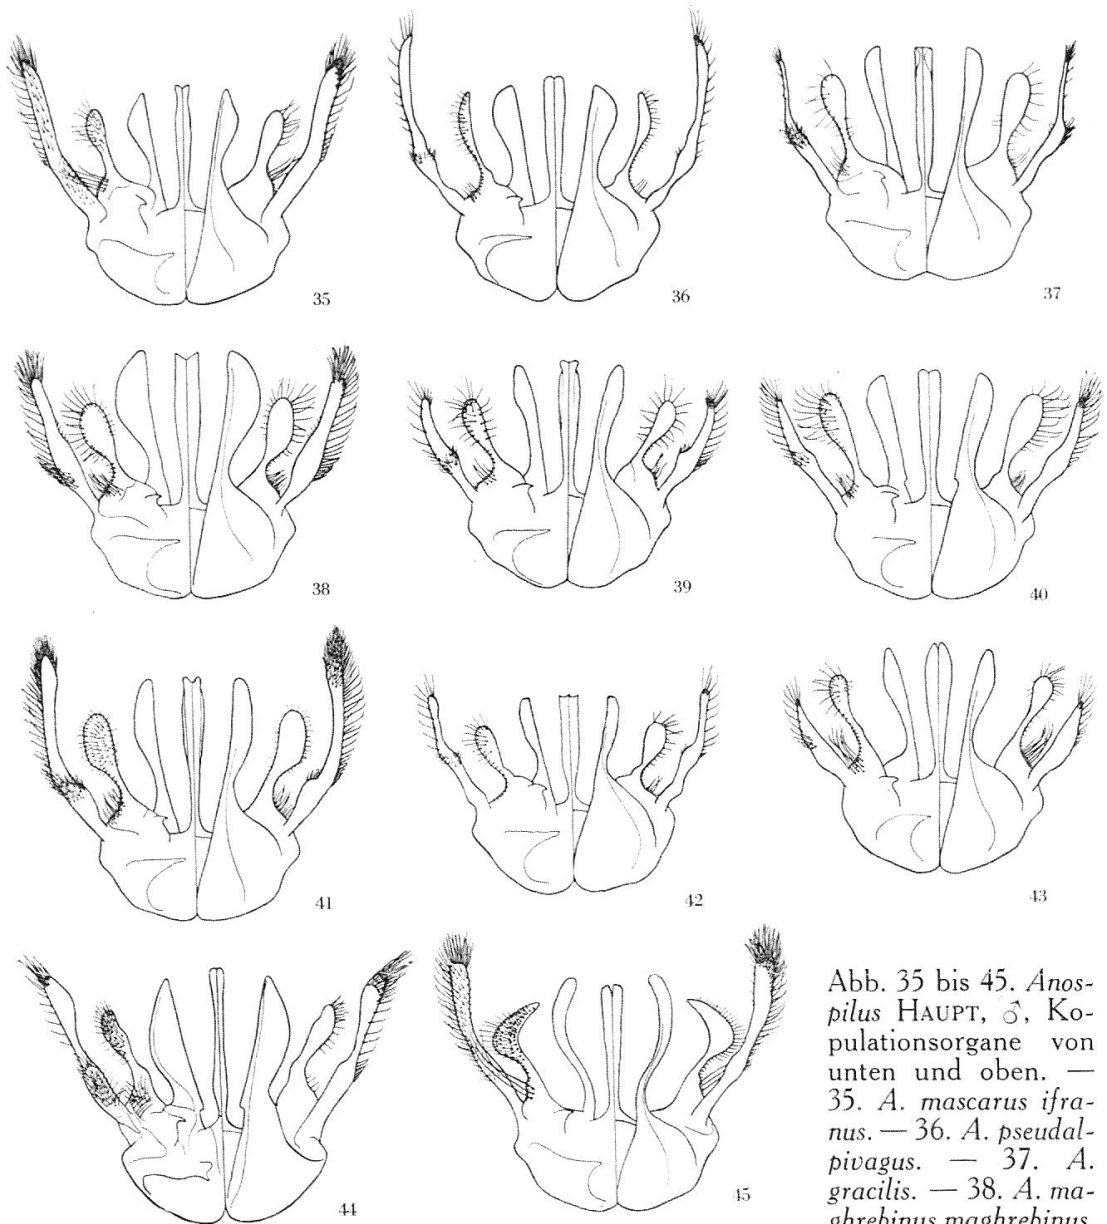 35
36
37
38
39
40
41
42
43
44
45
Abb. 35 bis 45. Anos-
pilus HAUPT, ♂, Ko-
pulationsorgane von
unten und oben. —
35. A. mascarus ifra-
nus. — 36. A. pseudal-
pivagus. — 37. A.
gracilis. — 38. A. ma-
ghrebinus maghrebinus.